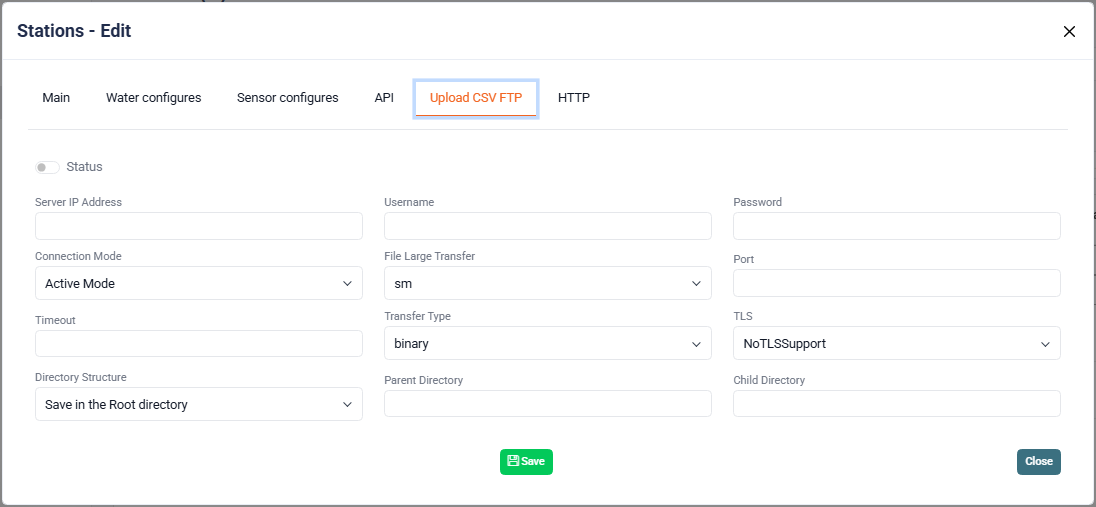 Stations - Edit
Main Water configures Sensor configures API Upload CSV FTP HTTP
Status
Server IP Address Username Password
Connection Mode File Large Transfer Port
Active Mode sm
Timeout Transfer Type TLS
binary NoTLSSupport
Directory Structure Parent Directory Child Directory
Save in the Root directory
Save Close